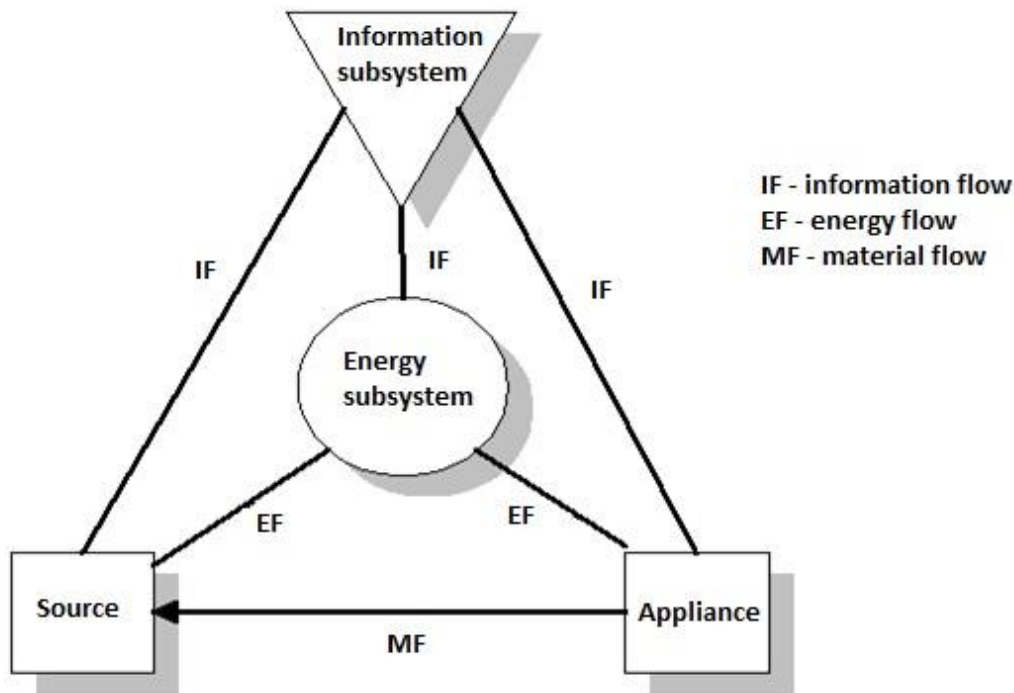 Information
subsystem
IF - information flow
EF - energy flow
MF - material flow
IF
IF
IF
Energy
subsystem
EF
EF
Source
Appliance
MF